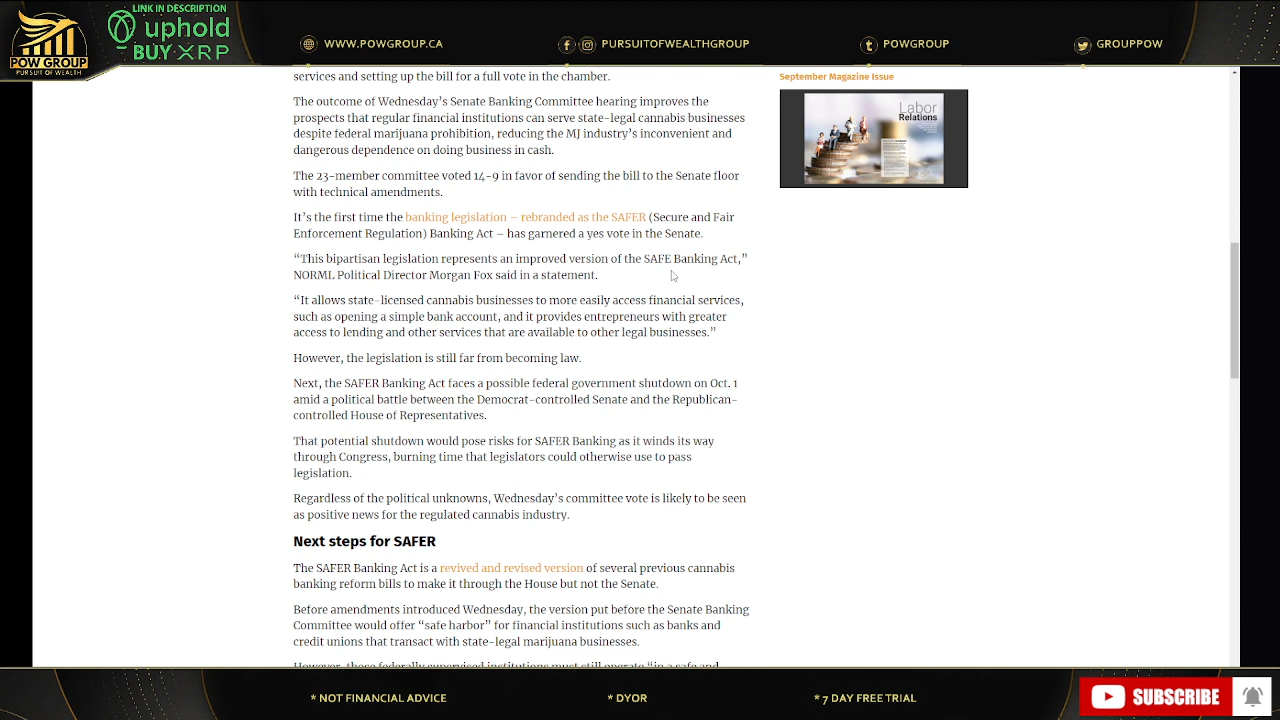 LINK IN DESCRIPTION
uphold
BUY XRP
POW GROUP
PURSUIT OF WEALTH
WWW.POWGROUP.CA
PURSUITOFWEALTHGROUP
POWGROUP
GROUPPOW
services and setting up the bill for a full vote in the chamber.
The outcome of Wednesday’s Senate Banking Committee hearing improves the
prospects that regular financial institutions can serve state-legal cannabis businesses
despite federal marijuana prohibition, reducing the MJ industry’s inconvenient and
dangerous dependence on doing business in cash.
The 23-member committee voted 14-9 in favor of sending the bill to the Senate floor
with technical amendments.
It’s the first time the banking legislation – rebranded as the SAFER (Secure and Fair
Enforcement Regulation) Banking Act – has garnered a yes vote in the Senate.
“This bipartisan legislation represents an improved version of the SAFE Banking Act,”
NORML Political Director Morgan Fox said in a statement.
“It allows state-licensed cannabis businesses to more easily access financial services,
such as opening a simple bank account, and it provides entrepreneurs with greater
access to lending and other services that are available to other legal businesses.”
However, the legislation is still far from becoming law.
Next, the SAFER Banking Act faces a possible federal government shutdown on Oct. 1
amid a political battle between the Democrat-controlled Senate and the Republican-
controlled House of Representatives.
That potential shutdown would pose risks for SAFER Banking as it winds its way
through Congress, burning time that legislators could otherwise use to pass
legislation.
Regardless of the political unknowns, Wednesday’s committee vote is likely to be seen
as positive news for the regulated cannabis industry.
Next steps for SAFER
The SAFER Banking Act is a revived and revised version of several previous cannabis
banking reform bills to make it through the House but not the Senate.
Before amendments introduced Wednesday, the version put before the Senate Banking
Committee would offer “safe harbor” for financial institutions such as banks and
credit unions that transact with state-legal marijuana businesses.
However, those federally supervised institutions must still operate “in a safe and
September Magazine Issue
Labor
Relations
* NOT FINANCIAL ADVICE
* DYOR
* 7 DAY FREE TRIAL
SUBSCRIBE